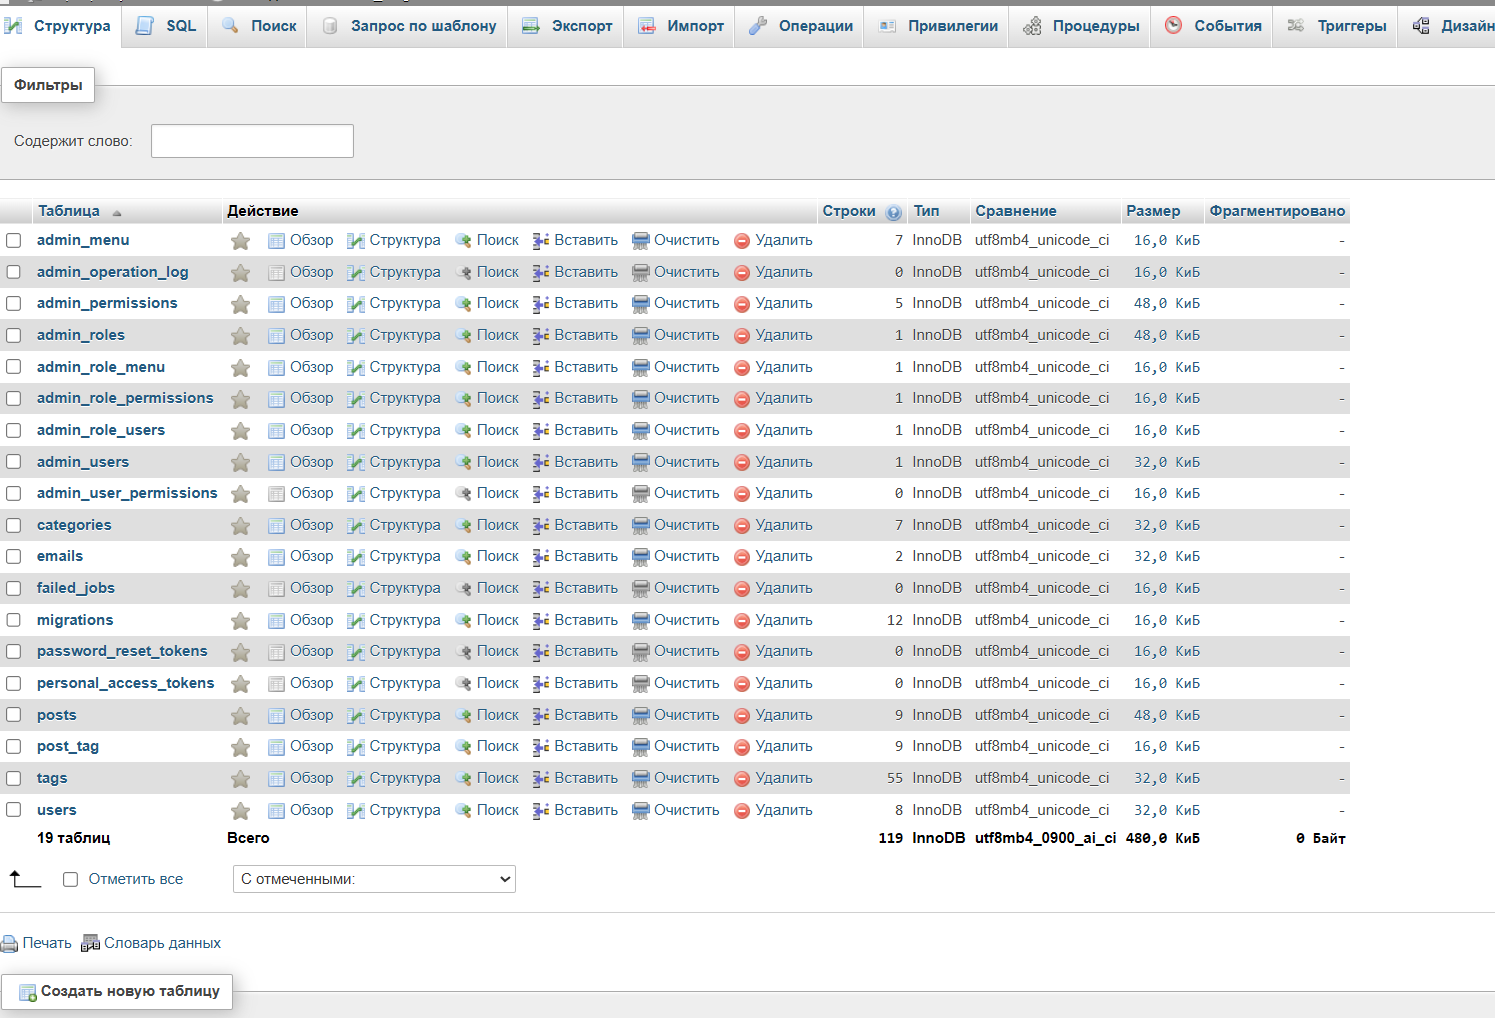 Структура SQL Поиск Запрос по шаблону Экспорт Импорт Операции Привилегии Процедуры События Триггеры Дизайн
Фильтры
Содержит слово:
Таблица Действие Строки Тип Сравнение Размер Фрагментировано
admin_menu Обзор Структура Поиск Вставить Очистить Удалить 7 InnoDB utf8mb4_unicode_ci 16,0 КиБ -
admin_operation_log Обзор Структура Поиск Вставить Очистить Удалить 0 InnoDB utf8mb4_unicode_ci 16,0 КиБ -
admin_permissions Обзор Структура Поиск Вставить Очистить Удалить 5 InnoDB utf8mb4_unicode_ci 48,0 КиБ -
admin_roles Обзор Структура Поиск Вставить Очистить Удалить 1 InnoDB utf8mb4_unicode_ci 48,0 КиБ -
admin_role_menu Обзор Структура Поиск Вставить Очистить Удалить 1 InnoDB utf8mb4_unicode_ci 16,0 КиБ -
admin_role_permissions Обзор Структура Поиск Вставить Очистить Удалить 1 InnoDB utf8mb4_unicode_ci 16,0 КиБ -
admin_role_users Обзор Структура Поиск Вставить Очистить Удалить 1 InnoDB utf8mb4_unicode_ci 16,0 КиБ -
admin_users Обзор Структура Поиск Вставить Очистить Удалить 1 InnoDB utf8mb4_unicode_ci 32,0 КиБ -
admin_user_permissions Обзор Структура Поиск Вставить Очистить Удалить 0 InnoDB utf8mb4_unicode_ci 16,0 КиБ -
categories Обзор Структура Поиск Вставить Очистить Удалить 7 InnoDB utf8mb4_unicode_ci 32,0 КиБ -
emails Обзор Структура Поиск Вставить Очистить Удалить 2 InnoDB utf8mb4_unicode_ci 32,0 КиБ -
failed_jobs Обзор Структура Поиск Вставить Очистить Удалить 0 InnoDB utf8mb4_unicode_ci 16,0 КиБ -
migrations Обзор Структура Поиск Вставить Очистить Удалить 12 InnoDB utf8mb4_unicode_ci 16,0 КиБ -
password_reset_tokens Обзор Структура Поиск Вставить Очистить Удалить 0 InnoDB utf8mb4_unicode_ci 16,0 КиБ -
personal_access_tokens Обзор Структура Поиск Вставить Очистить Удалить 0 InnoDB utf8mb4_unicode_ci 16,0 КиБ -
posts Обзор Структура Поиск Вставить Очистить Удалить 9 InnoDB utf8mb4_unicode_ci 48,0 КиБ -
post_tag Обзор Структура Поиск Вставить Очистить Удалить 9 InnoDB utf8mb4_unicode_ci 16,0 КиБ -
tags Обзор Структура Поиск Вставить Очистить Удалить 55 InnoDB utf8mb4_unicode_ci 32,0 КиБ -
users Обзор Структура Поиск Вставить Очистить Удалить 8 InnoDB utf8mb4_unicode_ci 32,0 КиБ -
19 таблиц Всего 119 InnoDB utf8mb4_0900_ai_ci 480,0 КиБ 0 Байт
Отметить все С отмеченными:
Печать Словарь данных
Создать новую таблицу